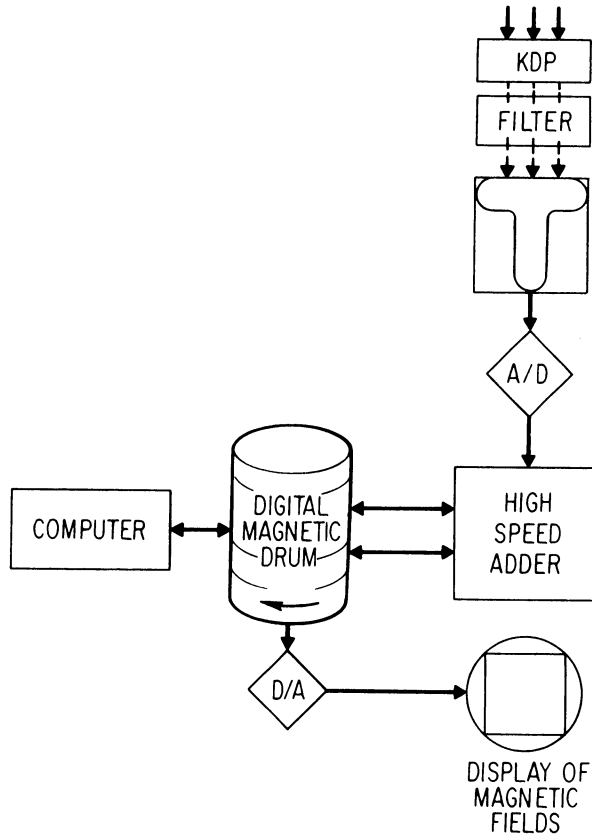 KDP
FILTER
A/D
DIGITAL
MAGNETIC
DRUM
COMPUTER
HIGH
SPEED
ADDER
D/A
DISPLAY OF
MAGNETIC
FIELDS